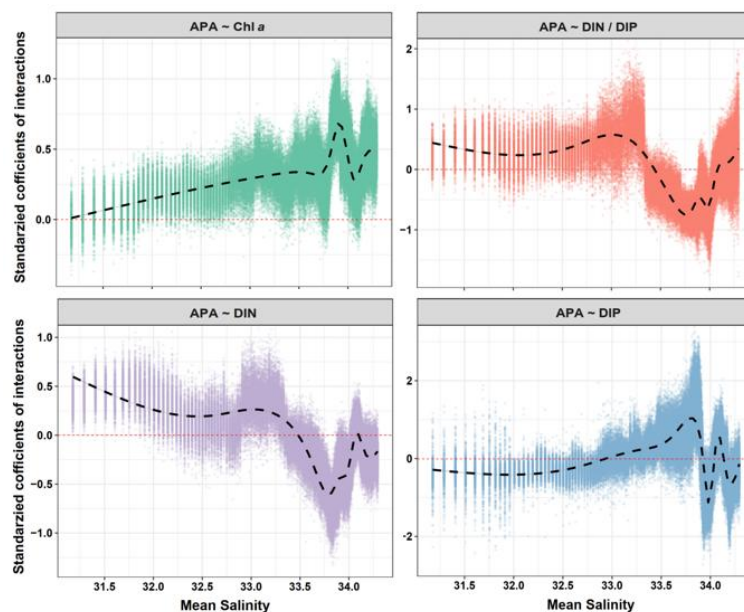 APA ~ Chl a
APA ~ DIN / DIP
Standarzied cofficients of interactions
1.0
0.5
0.0
2
1
0
−1
APA ~ DIN
APA ~ DIP
Standarzied cofficients of interactions
1.0
0.5
0.0
−0.5
−1.0
2
0
−2
31.5 32.0 32.5 33.0 33.5 34.0
31.5 32.0 32.5 33.0 33.5 34.0
Mean Salinity
Mean Salinity